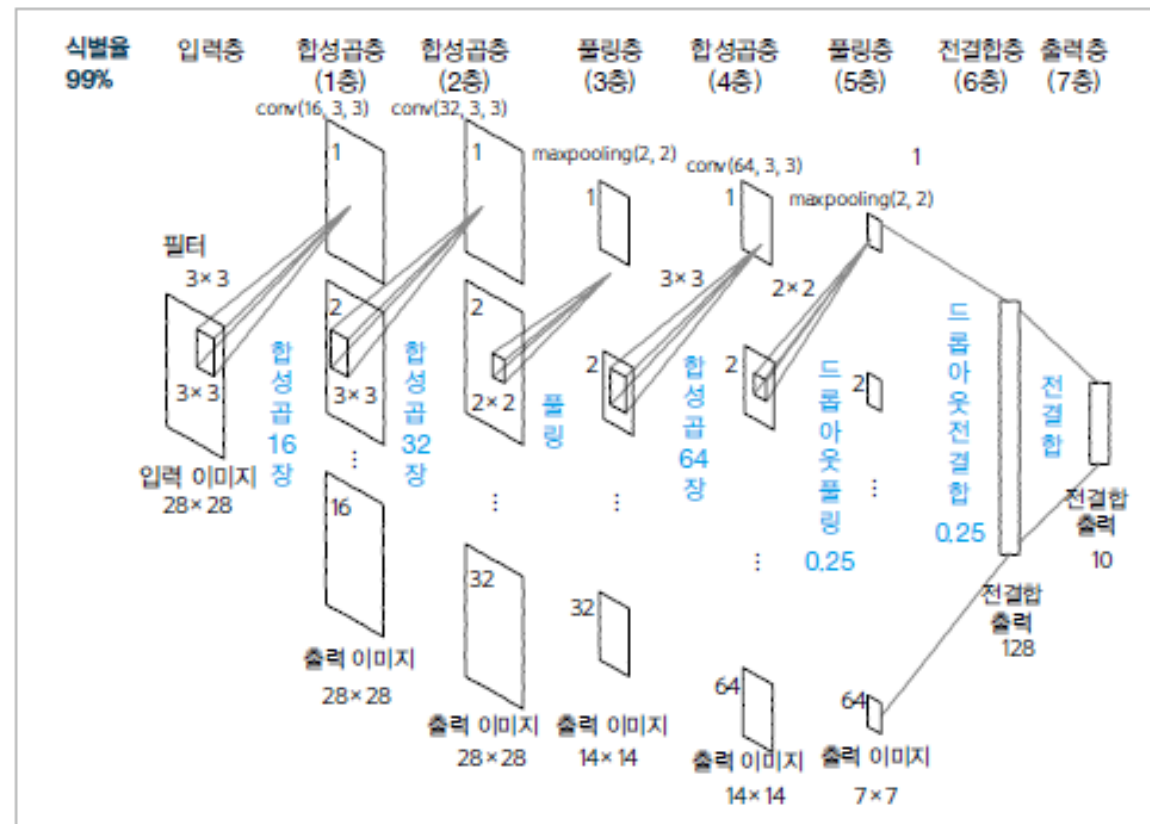 식별율
99%
입력층
합성곱층
(1층)
합성곱층
(2층)
풀링층
(3층)
합성곱층
(4층)
풀링층
(5층)
전결합층
(6층)
출력층
(7층)
conv(16, 3, 3)
conv(32, 3, 3)
maxpooling(2, 2)
conv(64, 3, 3)
maxpooling(2, 2)
1
1
1
1
1
필터
3×3
3×3
입력 이미지
28×28
합성곱
16
장
2
3×3
⋮
16
출력 이미지
28×28
합성곱
32
장
2
2×2
⋮
32
출력 이미지
28×28
풀링
2
⋮
32
출력 이미지
14×14
3×3
합성곱
64
장
2
⋮
64
출력 이미지
14×14
2×2
드롭아웃풀링
0.25
2
⋮
64
출력 이미지
7×7
드롭아웃전결합
0.25
전결합
출력
128
전결합
전결합
출력
10